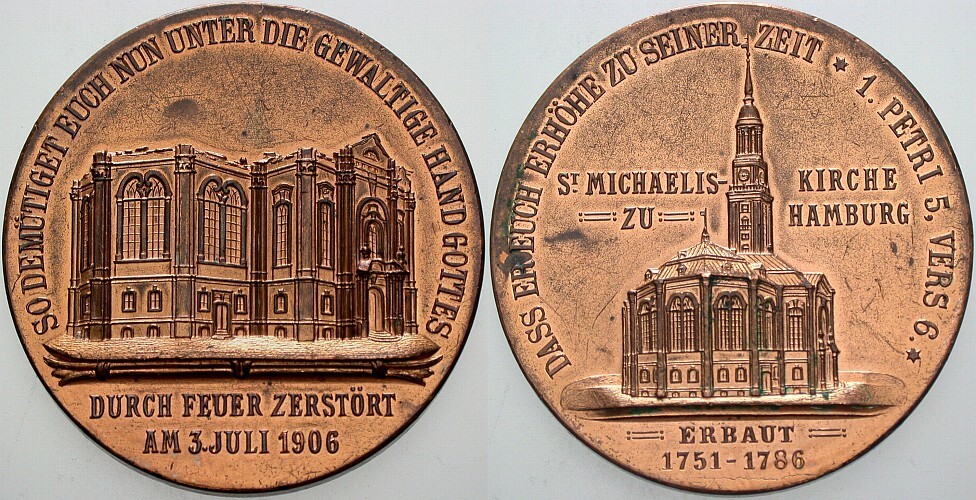 SO DEMÜTIGET EUCH NUN UNTER DIE GEWALTIGE HAND GOTTES
DURCH FEUER ZERSTÖRT
AM 3. JULI 1906
DASS ER EUCH ERHÖHE ZU SEINER ZEIT * 1. PETRI 5, VERS 6. *
ST MICHAELIS-KIRCHE
ZU HAMBURG
ERBAUT
1751-1786